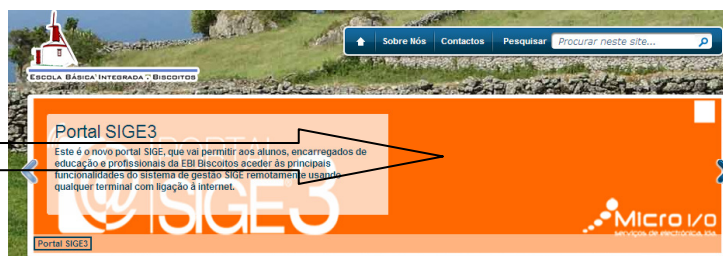 Sobre Nós Contactos Pesquisar Procurar neste site...
ESCOLA BÁSICA INTEGRADA DE BISCOITOS
Portal SIGE3
Este é o novo portal SIGE, que vai permitir aos alunos, encarregados de
educação e profissionais da EBI Biscoitos aceder às principais
funcionalidades do sistema de gestão SIGE remotamente usando
qualquer terminal com ligação à internet.
PORTAL
@SIGE3
Micro I/O
serviços de electrónica, lda
Portal SIGE3